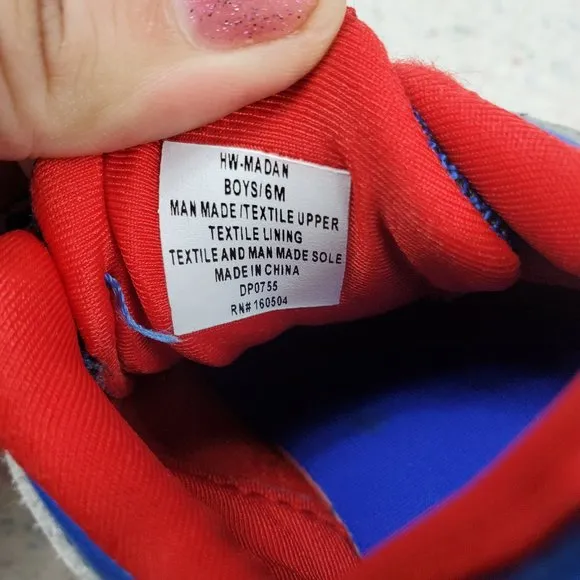 HW-MADAN
BOYS/6M
MAN MADE/TEXTILE UPPER
TEXTILE LINING
TEXTILE AND MAN MADE SOLE
MADE IN CHINA
DP0755
RN# 160504